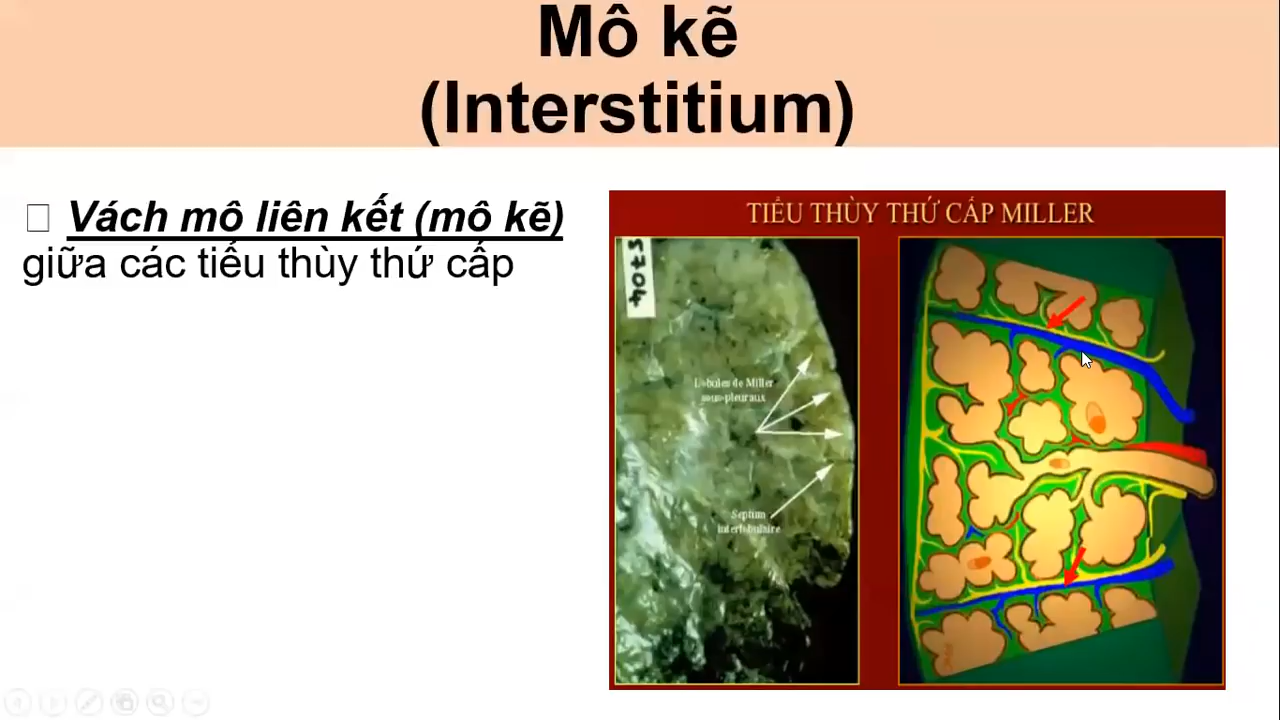 Mô kẽ
(Interstitium)
Vách mô liên kết (mô kẽ)
giữa các tiểu thùy thứ cấp
TIỂU THÙY THỨ CẤP MILLER
Lobules de Miller
sous-pleuraux
Septum
interlobulaire